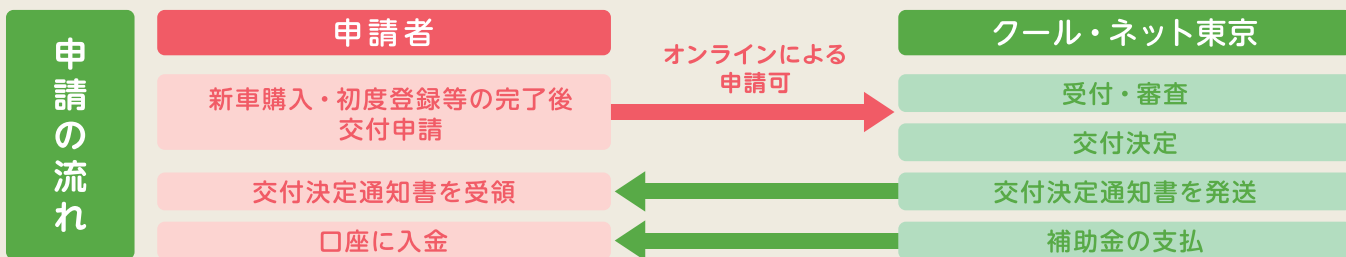 申請の流れ
申請者
クール・ネット東京
新車購入・初度登録等の完了後
交付申請
オンラインによる
申請可
受付・審査
交付決定
交付決定通知書を受領
交付決定通知書を発送
口座に入金
補助金の支払